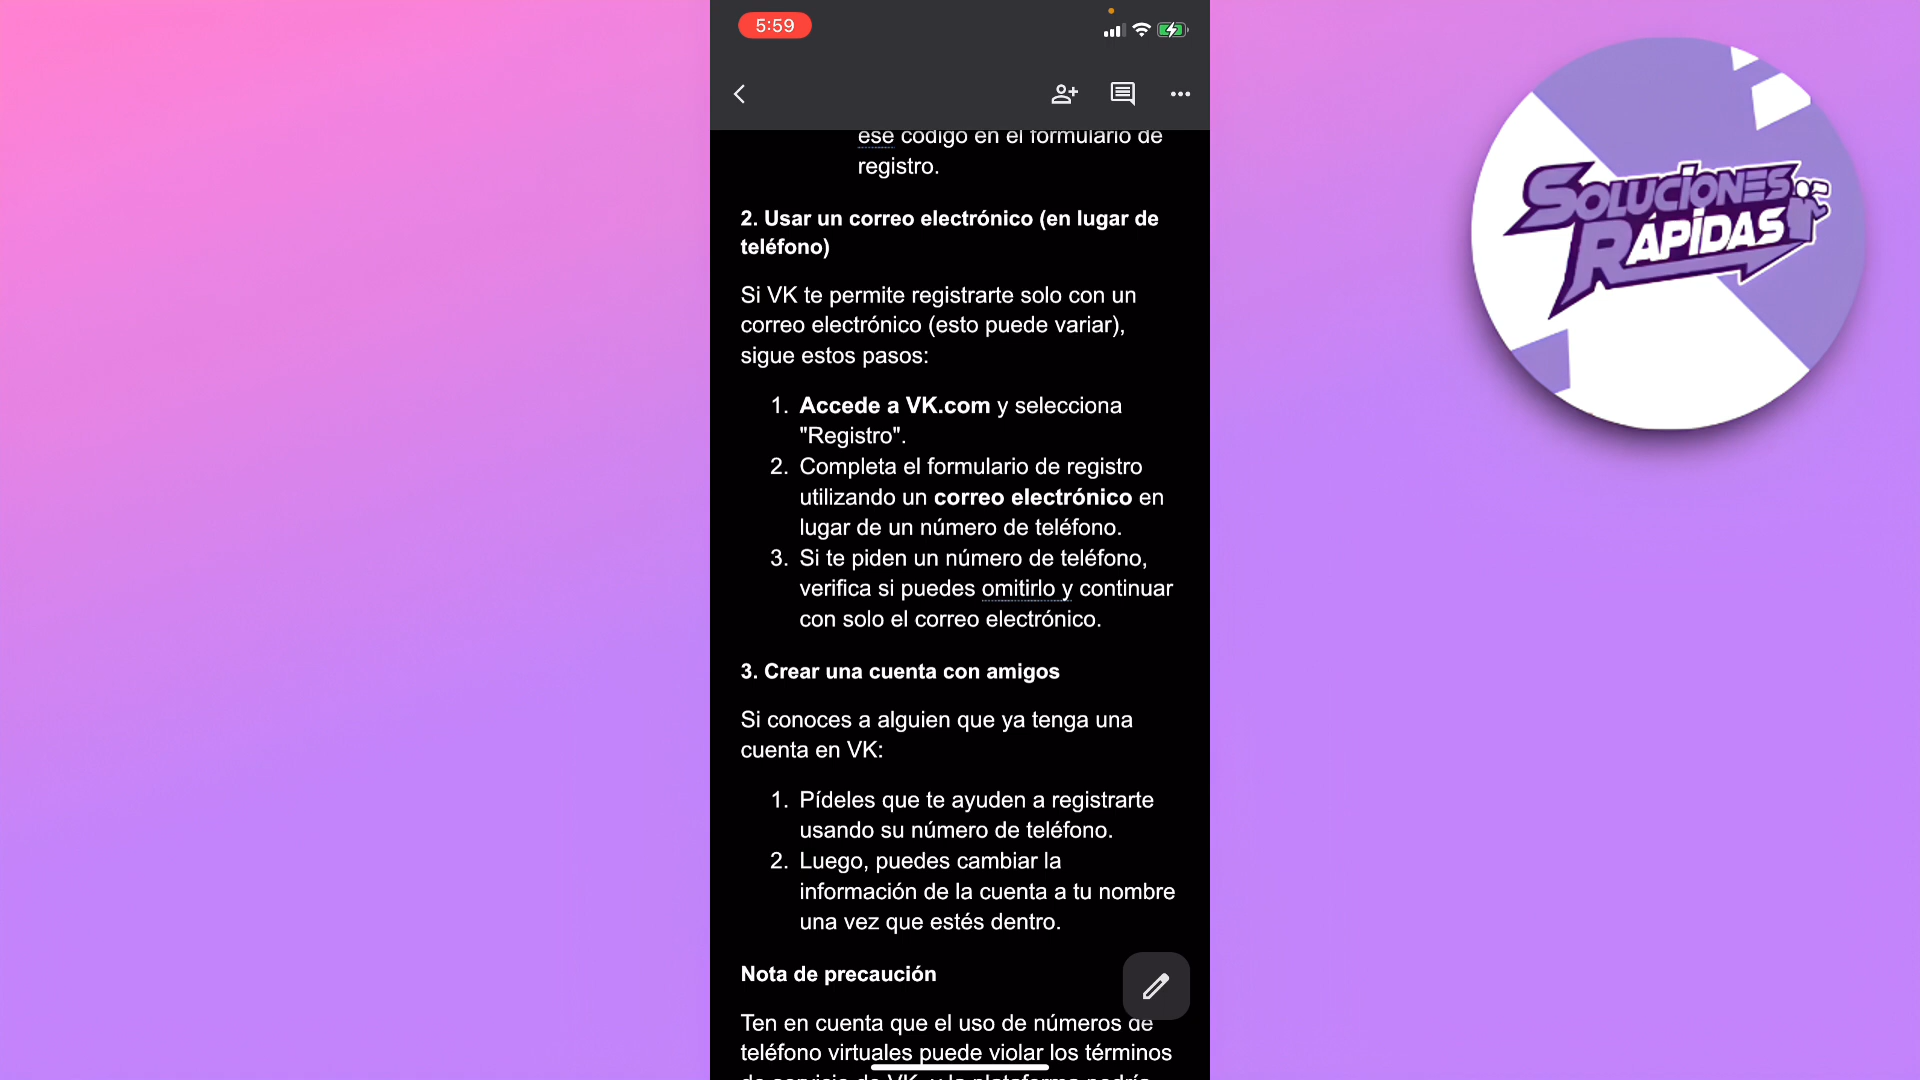 5:59
ese código en el formulario de
registro.
2. Usar un correo electrónico (en lugar de
teléfono)
Si VK te permite registrarte solo con un
correo electrónico (esto puede variar),
sigue estos pasos:
1. Accede a VK.com y selecciona
"Registro".
2. Completa el formulario de registro
utilizando un correo electrónico en
lugar de un número de teléfono.
3. Si te piden un número de teléfono,
verifica si puedes omitirlo y continuar
con solo el correo electrónico.
3. Crear una cuenta con amigos
Si conoces a alguien que ya tenga una
cuenta en VK:
1. Pídeles que te ayuden a registrarte
usando su número de teléfono.
2. Luego, puedes cambiar la
información de la cuenta a tu nombre
una vez que estés dentro.
Nota de precaución
Ten en cuenta que el uso de números de
teléfono virtuales puede violar los términos
SOLUCIONES
RÁPIDAS